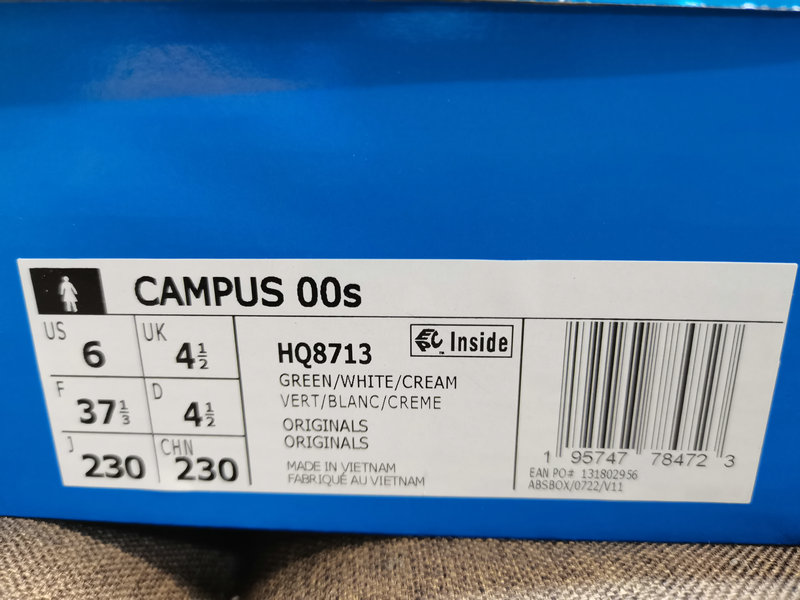 CAMPUS 00s
US 6 UK 4½
F 37⅓ D 4½
J 230 CHN 230
HQ8713
EPC Inside
™
GREEN/WHITE/CREAM
VERT/BLANC/CREME
ORIGINALS
ORIGINALS
MADE IN VIETNAM
FABRIQUÉ AU VIETNAM
1 95747 78472 3
EAN PO# 131802956
ABSBOX/0722/V11